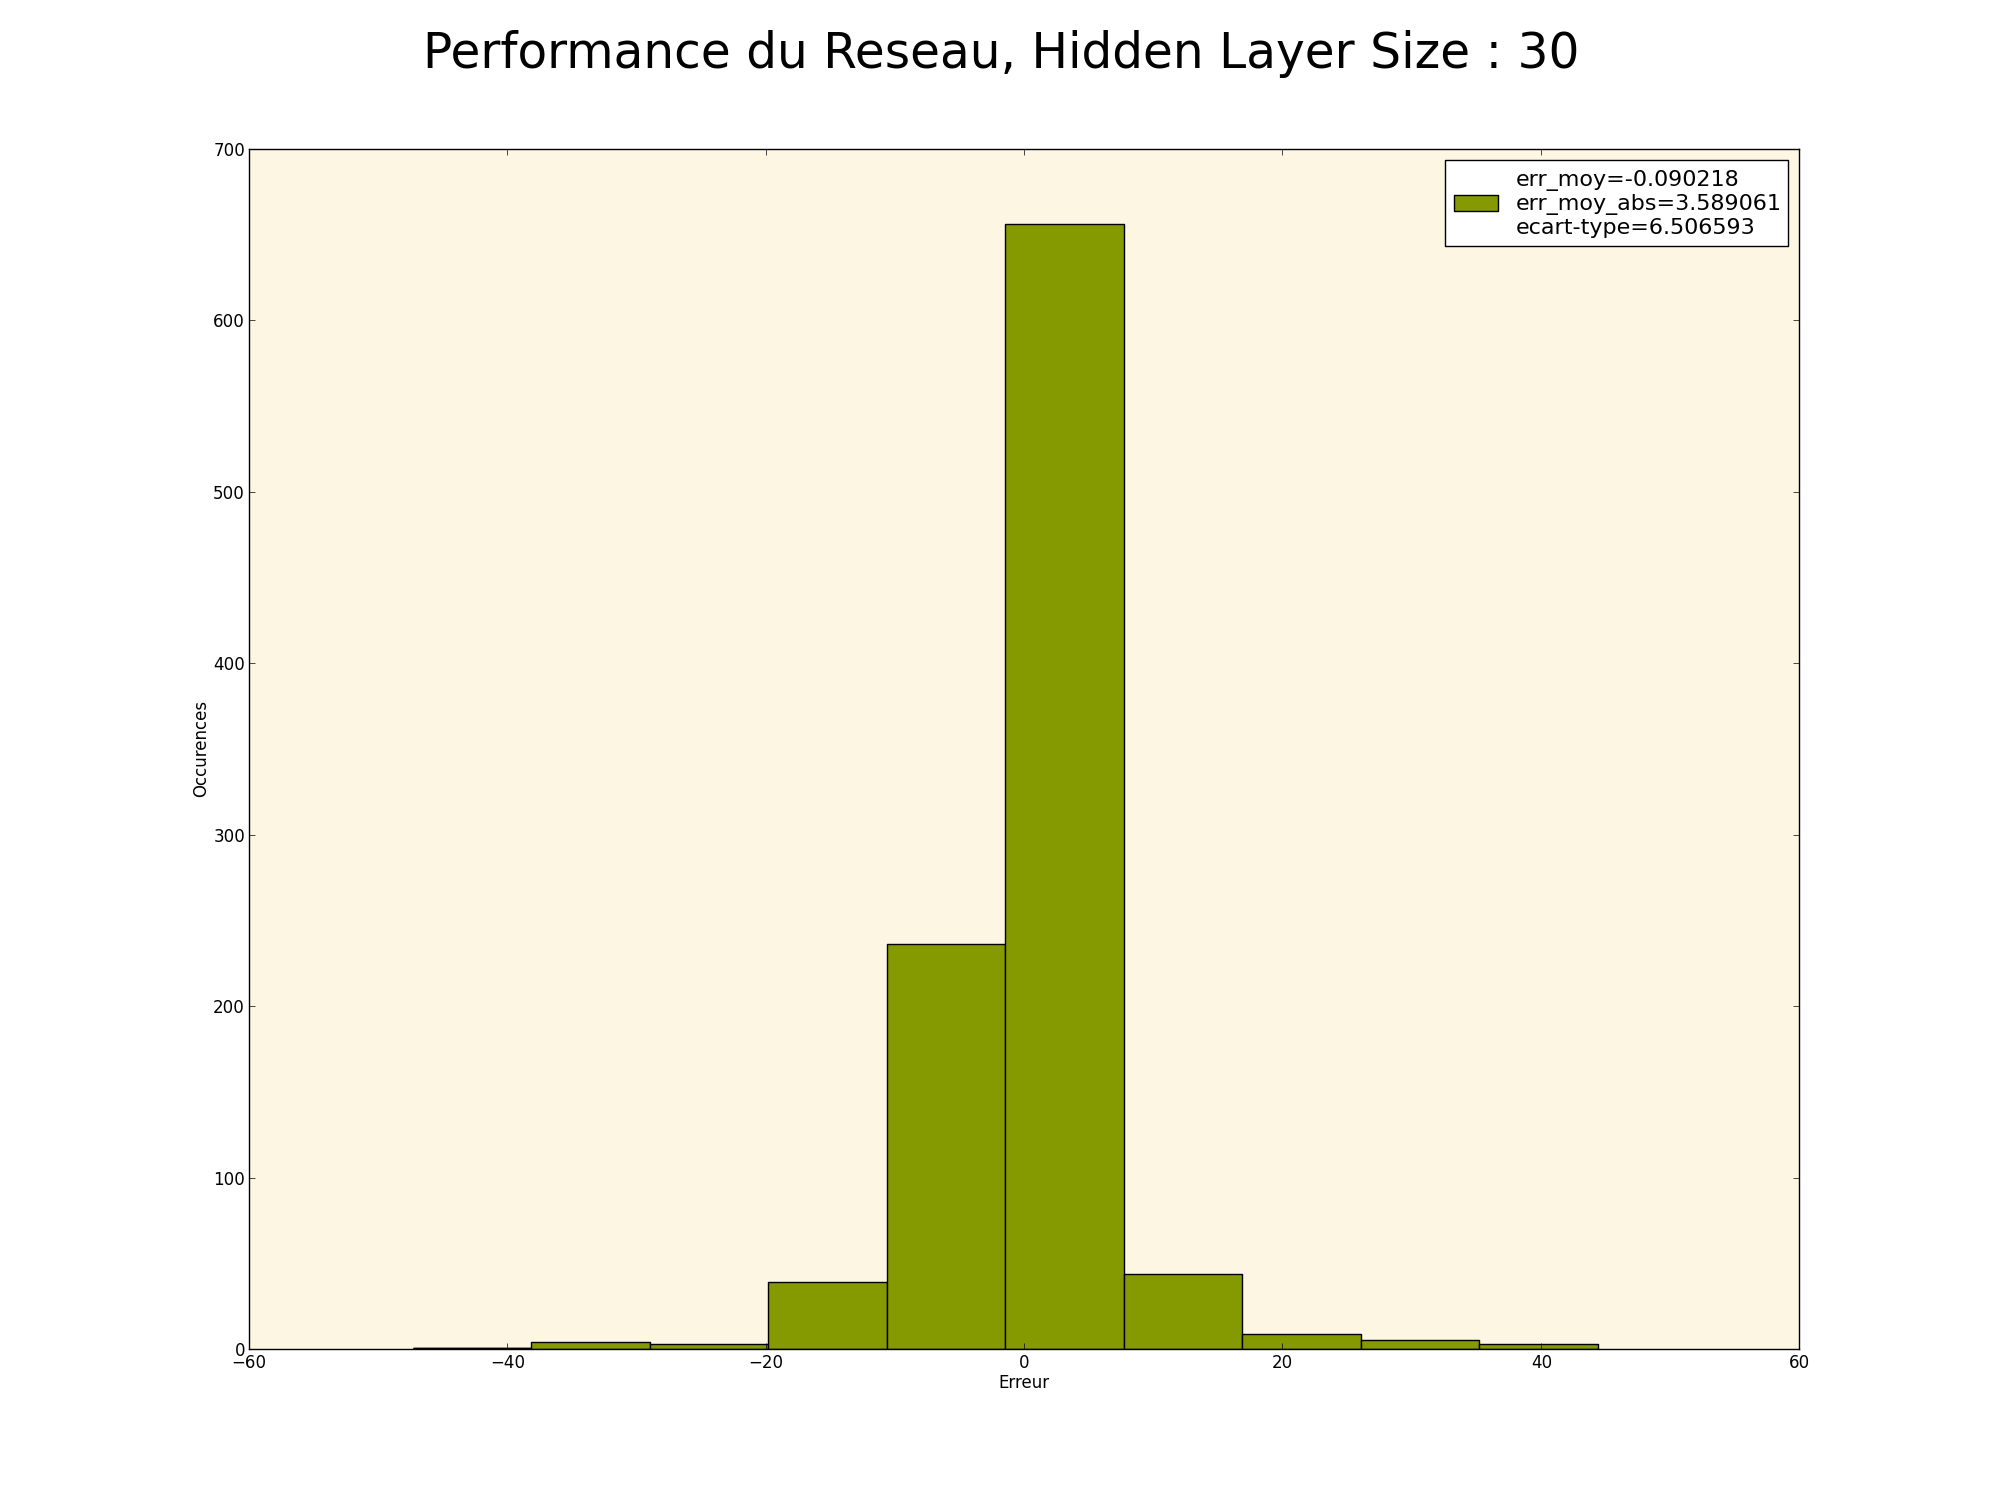 Performance du Reseau, Hidden Layer Size : 30
700
err_moy=-0.090218
err_moy_abs=3.589061
ecart-type=6.506593
600
500
400
Occurences
300
200
100
0
−60 −40 −20 0 20 40 60
Erreur